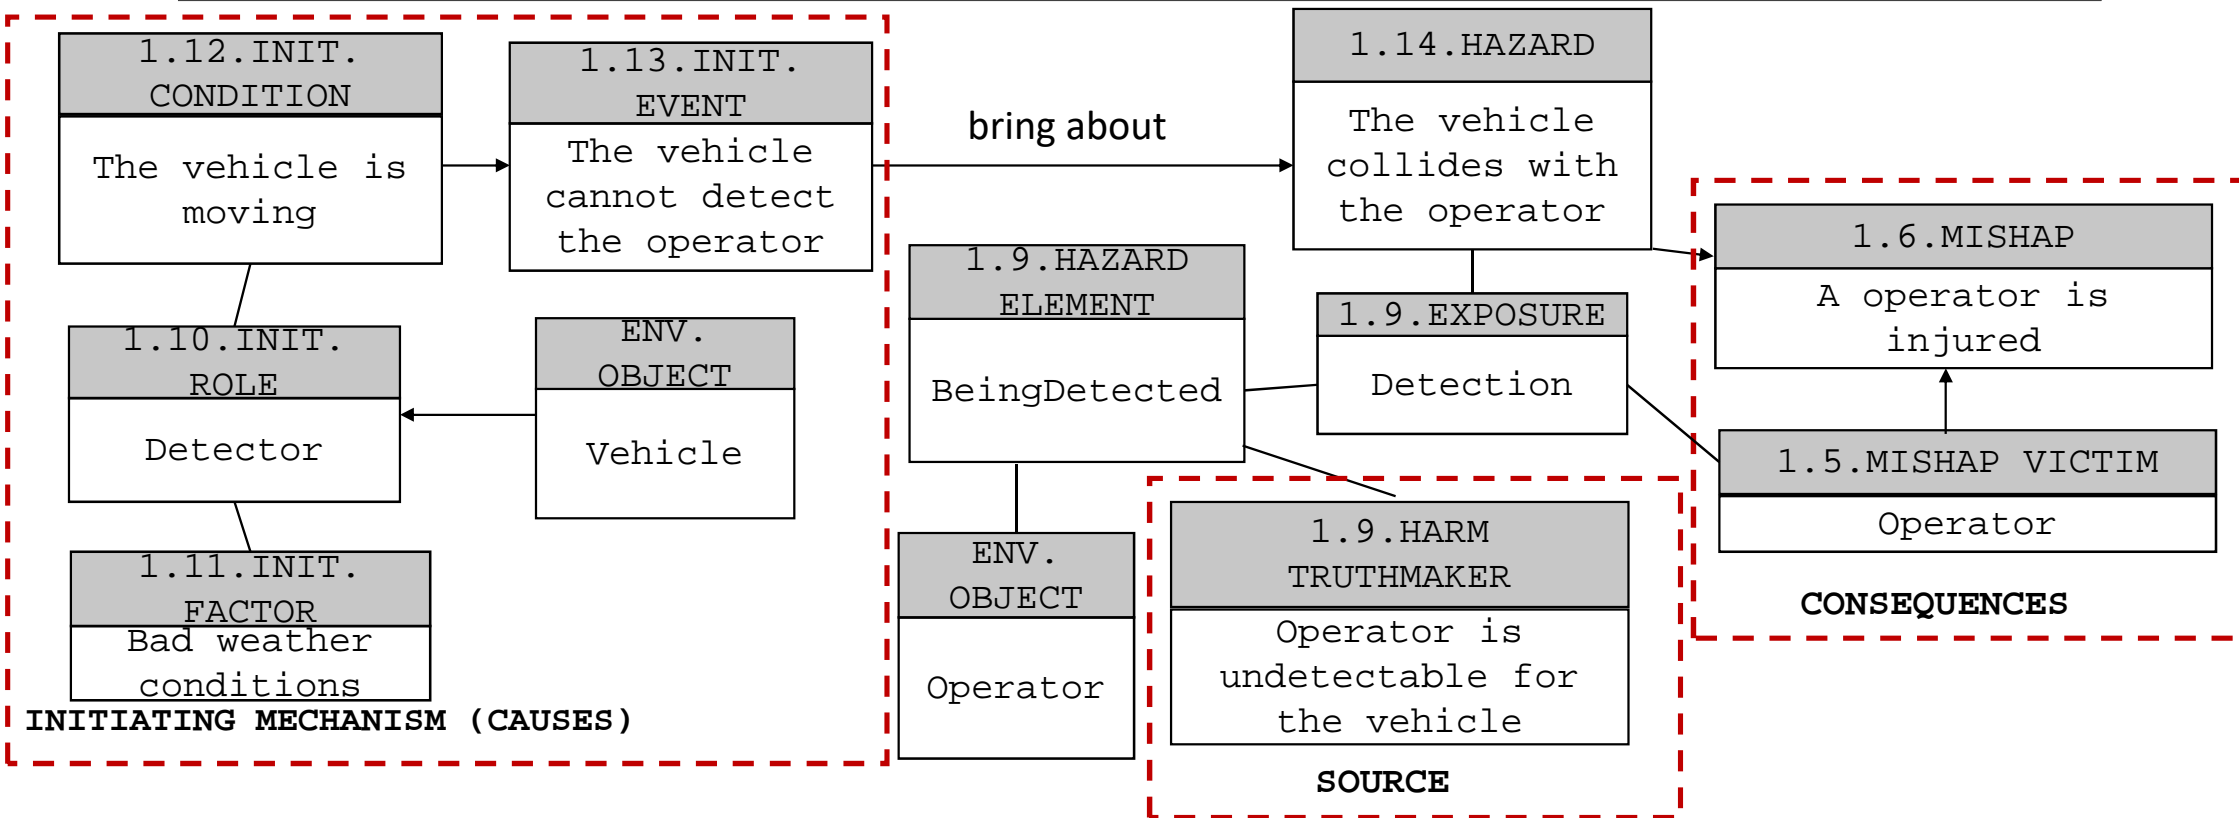 1.12.INIT.
CONDITION
The vehicle is
moving
1.13.INIT.
EVENT
The vehicle
cannot detect
the operator
bring about
1.14.HAZARD
The vehicle
collides with
the operator
1.6.MISHAP
A operator is
injured
1.9.HAZARD
ELEMENT
BeingDetected
1.9.EXPOSURE
Detection
1.10.INIT.
ROLE
Detector
ENV.
OBJECT
Vehicle
1.5.MISHAP VICTIM
Operator
CONSEQUENCES
1.11.INIT.
FACTOR
Bad weather
conditions
INITIATING MECHANISM (CAUSES)
ENV.
OBJECT
Operator
1.9.HARM
TRUTHMAKER
Operator is
undetectable for
the vehicle
SOURCE